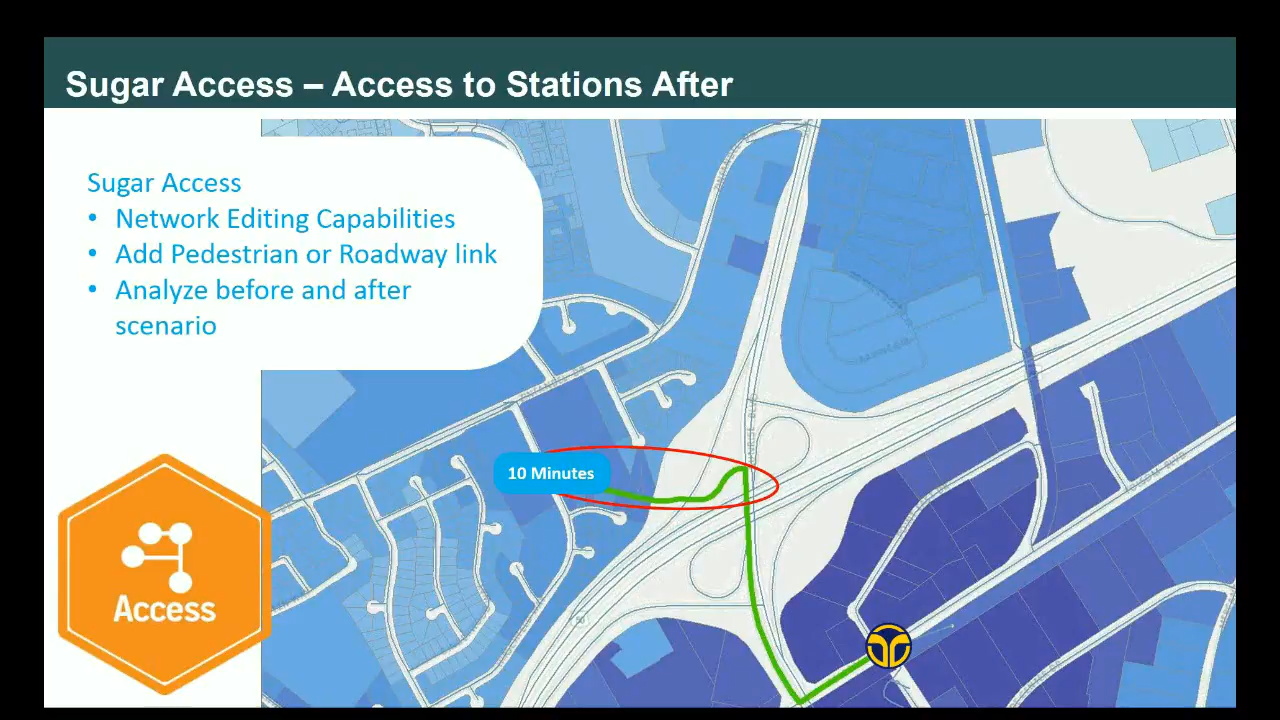 Sugar Access – Access to Stations After
Sugar Access
• Network Editing Capabilities
• Add Pedestrian or Roadway link
• Analyze before and after
scenario
10 Minutes
Access
50